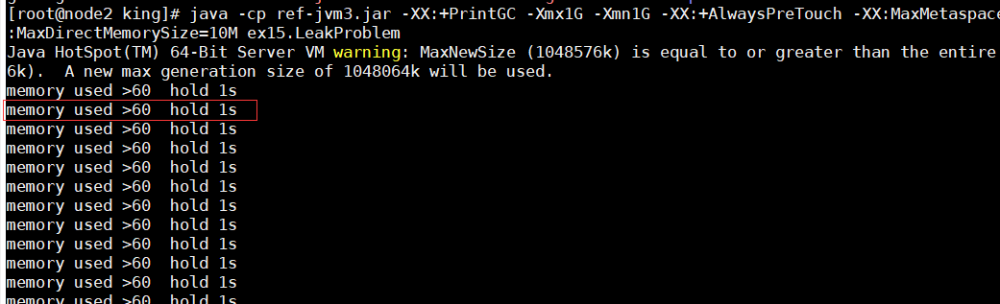 [root@node2 king]# java -cp ref-jvm3.jar -XX:+PrintGC -Xmx1G -Xmn1G -XX:+AlwaysPreTouch -XX:MaxMetaspace
:MaxDirectMemorySize=10M ex15.LeakProblem
Java HotSpot(TM) 64-Bit Server VM warning: MaxNewSize (1048576k) is equal to or greater than the entire
6k).  A new max generation size of 1048064k will be used.
memory used >60  hold 1s
memory used >60  hold 1s
memory used >60  hold 1s
memory used >60  hold 1s
memory used >60  hold 1s
memory used >60  hold 1s
memory used >60  hold 1s
memory used >60  hold 1s
memory used >60  hold 1s
memory used >60  hold 1s
memory used >60  hold 1s
memory used >60  hold 1s